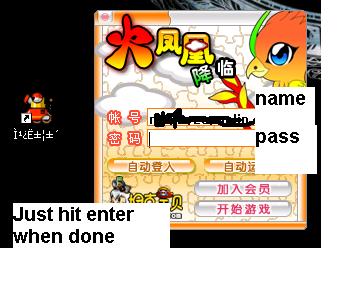 火凤凰
降临
name
帐号
密码
pass
自动登入
自动运
加入会员
开始游戏
Just hit enter
when done